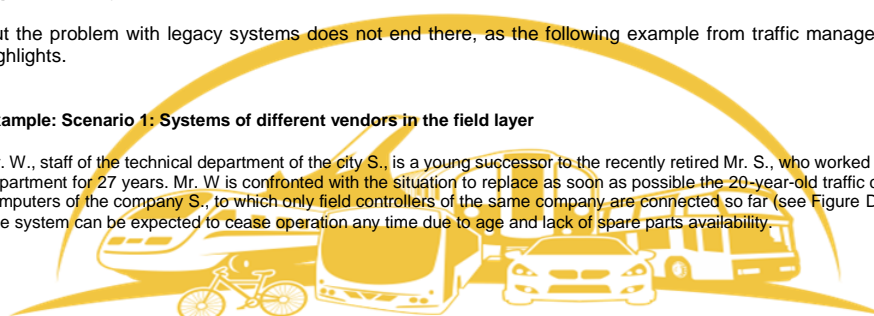 ut the problem with legacy systems does not end there, as the following example from traffic manage
ghlights.
xample: Scenario 1: Systems of different vendors in the field layer
r. W., staff of the technical department of the city S., is a young successor to the recently retired Mr. S., who worked
partment for 27 years. Mr. W is confronted with the situation to replace as soon as possible the 20-year-old traffic c
mputers of the company S., to which only field controllers of the same company are connected so far (see Figure D
e system can be expected to cease operation any time due to age and lack of spare parts availability.